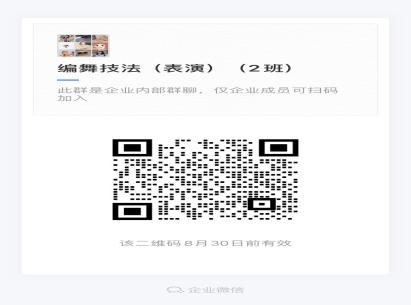 编舞技法（表演）（2班）
此群是企业内部群聊，仅企业成员可扫码
加入
该二维码8月30日前有效
企业微信